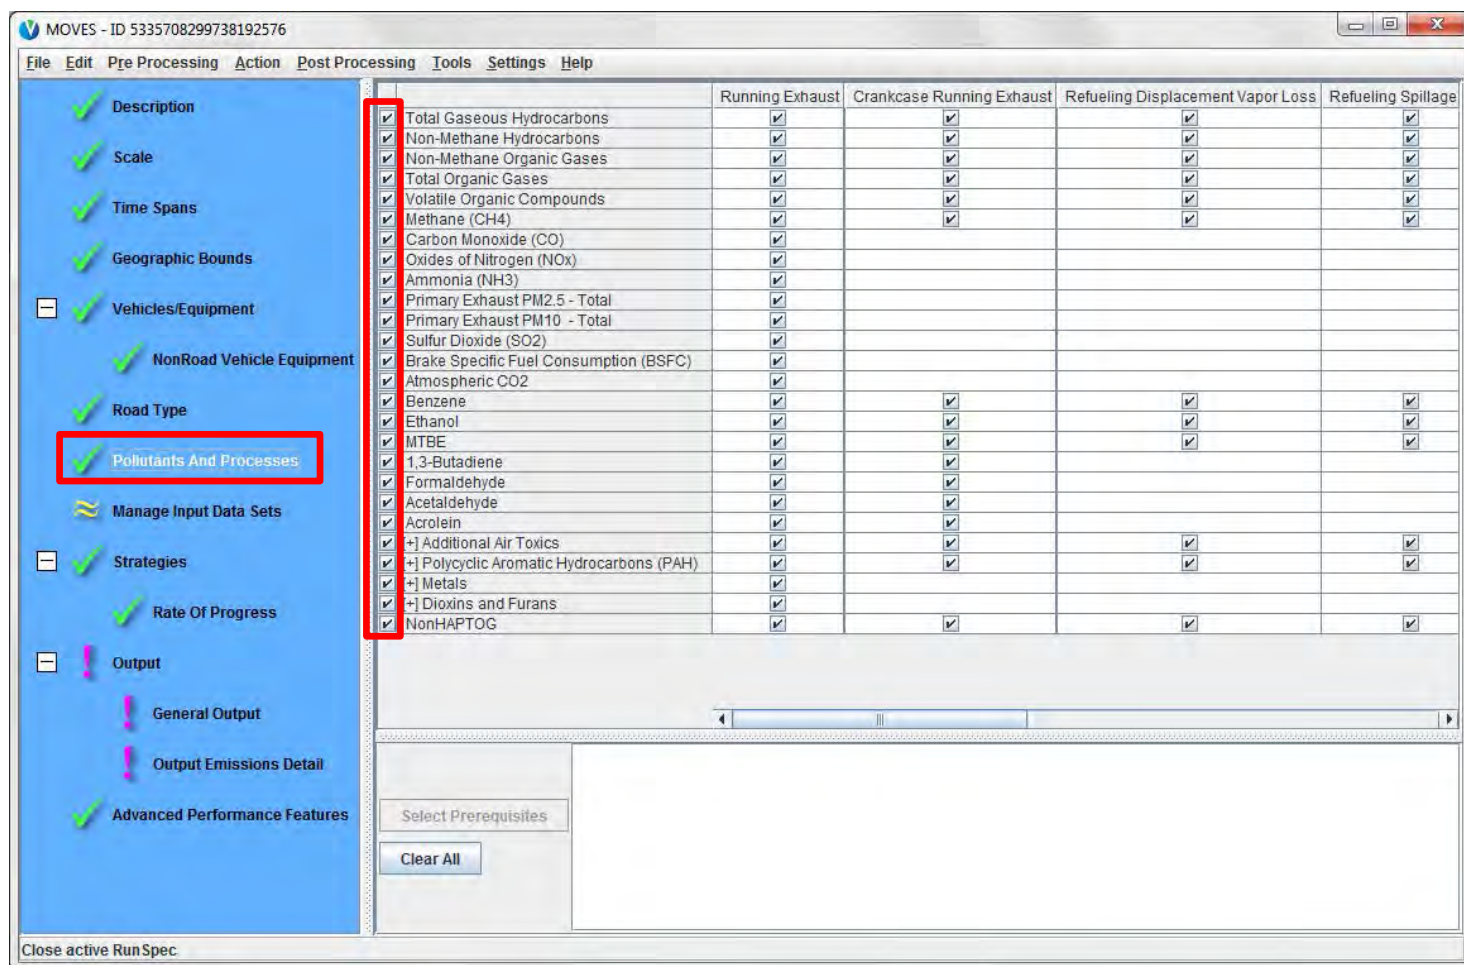 MOVES - ID 5335708299738192576
File Edit Pre Processing Action Post Processing Tools Settings Help
Description
Scale
Time Spans
Geographic Bounds
Vehicles/Equipment
NonRoad Vehicle Equipment
Road Type
Pollutants And Processes
Manage Input Data Sets
Strategies
Rate Of Progress
Output
General Output
Output Emissions Detail
Advanced Performance Features
Running Exhaust Crankcase Running Exhaust Refueling Displacement Vapor Loss Refueling Spillage
Total Gaseous Hydrocarbons
Non-Methane Hydrocarbons
Non-Methane Organic Gases
Total Organic Gases
Volatile Organic Compounds
Methane (CH4)
Carbon Monoxide (CO)
Oxides of Nitrogen (NOx)
Ammonia (NH3)
Primary Exhaust PM2.5 - Total
Primary Exhaust PM10 - Total
Sulfur Dioxide (SO2)
Brake Specific Fuel Consumption (BSFC)
Atmospheric CO2
Benzene
Ethanol
MTBE
1,3-Butadiene
Formaldehyde
Acetaldehyde
Acrolein
[+] Additional Air Toxics
[+] Polycyclic Aromatic Hydrocarbons (PAH)
[+] Metals
[+] Dioxins and Furans
NonHAPTOG
Select Prerequisites
Clear All
Close active RunSpec